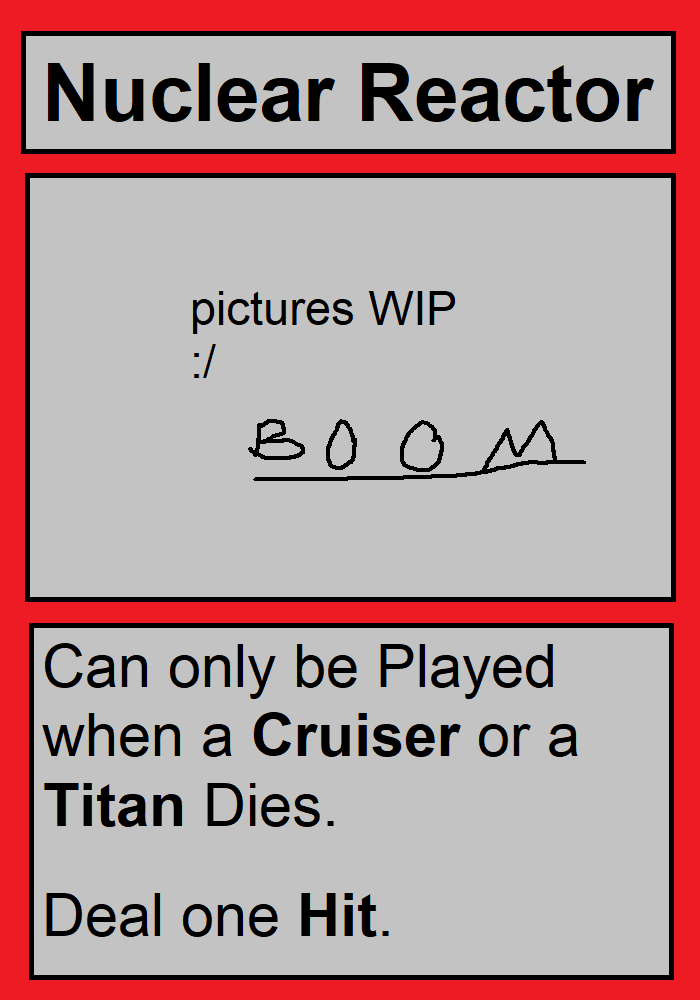 Nuclear Reactor
pictures WIP
:/
BOOM
Can only be Played
when a Cruiser or a
Titan Dies.
Deal one Hit.